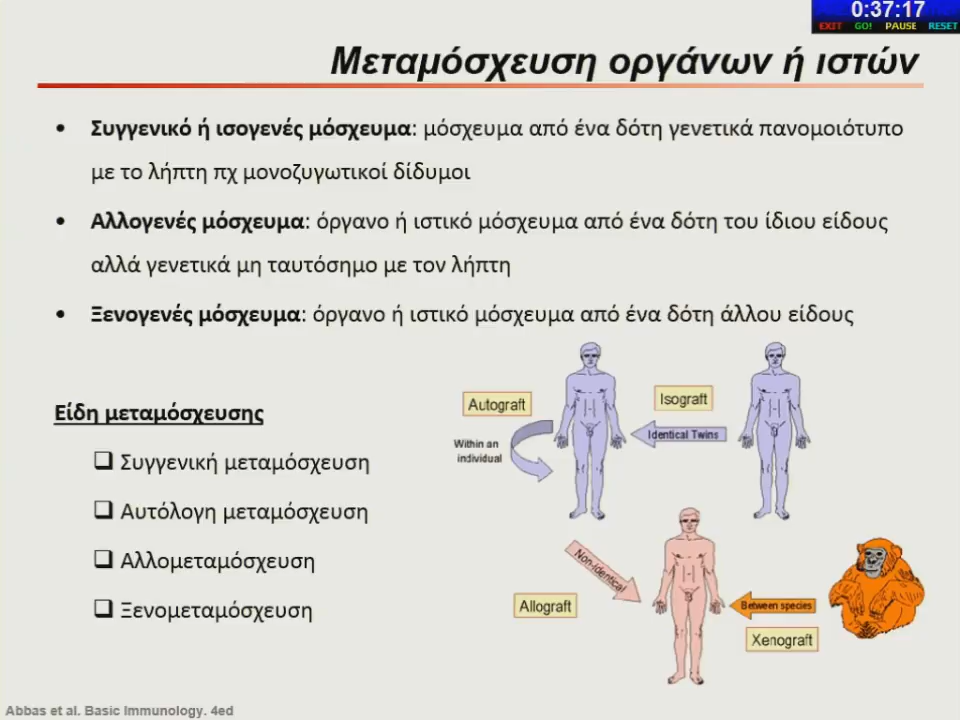 0:37:17
EXIT GO! PAUSE RESET
Μεταμόσχευση οργάνων ή ιστών
• Συγγενικό ή ισογενές μόσχευμα: μόσχευμα από ένα δότη γενετικά πανομοιότυπο
με το λήπτη πχ μονοζυγωτικοί δίδυμοι
• Αλλογενές μόσχευμα: όργανο ή ιστικό μόσχευμα από ένα δότη του ίδιου είδους
αλλά γενετικά μη ταυτόσημο με τον λήπτη
• Ξενογενές μόσχευμα: όργανο ή ιστικό μόσχευμα από ένα δότη άλλου είδους
Είδη μεταμόσχευσης
❑ Συγγενική μεταμόσχευση
❑ Αυτόλογη μεταμόσχευση
❑ Αλλομεταμόσχευση
❑ Ξενομεταμόσχευση
Autograft
Within an
individual
Isograft
Identical Twins
Non-identical
Allograft
Between species
Xenograft
Abbas et al. Basic Immunology. 4ed